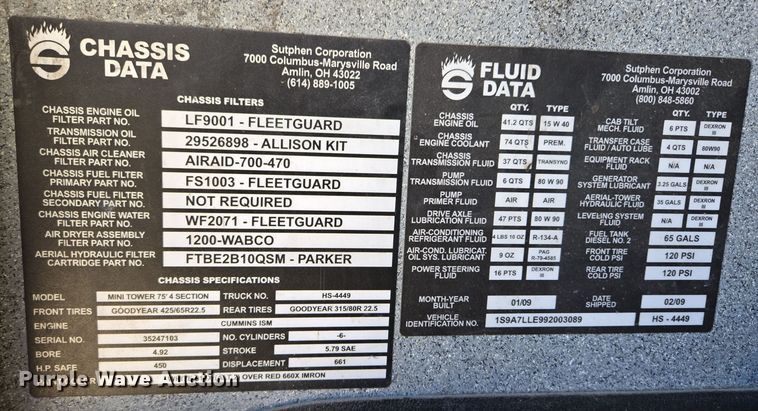 CHASSIS DATA
Sutphen Corporation
7000 Columbus-Marysville Road
Amlin, OH 43022
(614) 889-1005
CHASSIS FILTERS
CHASSIS ENGINE OIL FILTER PART NO. LF9001 - FLEETGUARD
TRANSMISSION OIL FILTER PART NO. 29526898 - ALLISON KIT
CHASSIS AIR CLEANER FILTER PART NO. AIRAID-700-470
CHASSIS FUEL FILTER PRIMARY PART NO. FS1003 - FLEETGUARD
CHASSIS FUEL FILTER SECONDARY PART NO. NOT REQUIRED
CHASSIS ENGINE WATER FILTER PART NO. WF2071 - FLEETGUARD
AIR DRYER ASSEMBLY FILTER PART NO. 1200-WABCO
AERIAL HYDRAULIC FILTER CARTRIDGE PART NO. FTBE2B10QSM - PARKER
CHASSIS SPECIFICATIONS
MODEL MINI TOWER 75' 4 SECTION TRUCK NO. HS-4449
FRONT TIRES GOODYEAR 425/65R22.5 REAR TIRES GOODYEAR 315/80R 22.5
ENGINE CUMMINS ISM
SERIAL NO. 35247103 NO. CYLINDERS -6-
BORE 4.92 STROKE 5.79 SAE
H.P. SAFE 450 DISPLACEMENT 661
OVER RED 660X IMRON
FLUID DATA
Sutphen Corporation
7000 Columbus-Marysville Road
Amlin, OH 43002
(800) 848-5860
QTY. TYPE QTY. TYPE
CHASSIS ENGINE OIL 41.2 QTS 15 W 40 CAB TILT MECH. FLUID 6 PTS DEXRON III
CHASSIS ENGINE COOLANT 74 QTS PREM. TRANSFER CASE FLUID / AUTO LUBE 4 QTS 80W90
CHASSIS TRANSMISSION FLUID 37 QTS TRANSYND EQUIPMENT RACK FLUID N/A N/A
PUMP TRANSMISSION FLUID 6 QTS 80 W 90 GENERATOR SYSTEM LUBRICANT 3.25 GALS DEXRON III
PUMP PRIMER FLUID AIR AIR AERIAL-TOWER HYDRAULIC FLUID 35 GALS DEXRON III
DRIVE AXLE LUBRICATION FLUID 47 PTS 80 W 90 LEVELING SYSTEM FLUID N/A DEXRON III
AIR-CONDITIONING REFRIGERANT FLUID 4 LBS 10 OZ R-134-A FUEL TANK DIESEL NO. 2 65 GALS
AIR-COND. LUBRICAT. OIL SYS. LUBRICANT 9 OZ PAG R-79-4585 FRONT TIRE COLD PSI 120 PSI
POWER STEERING FLUID 16 PTS DEXRON III REAR TIRE COLD PSI 120 PSI
MONTH-YEAR BUILT 01/09 DATE SHIPPED 02/09
VEHICLE IDENTIFICATION NO. 1S9A7LLE992003089 HS - 4449
Purple Wave Auction